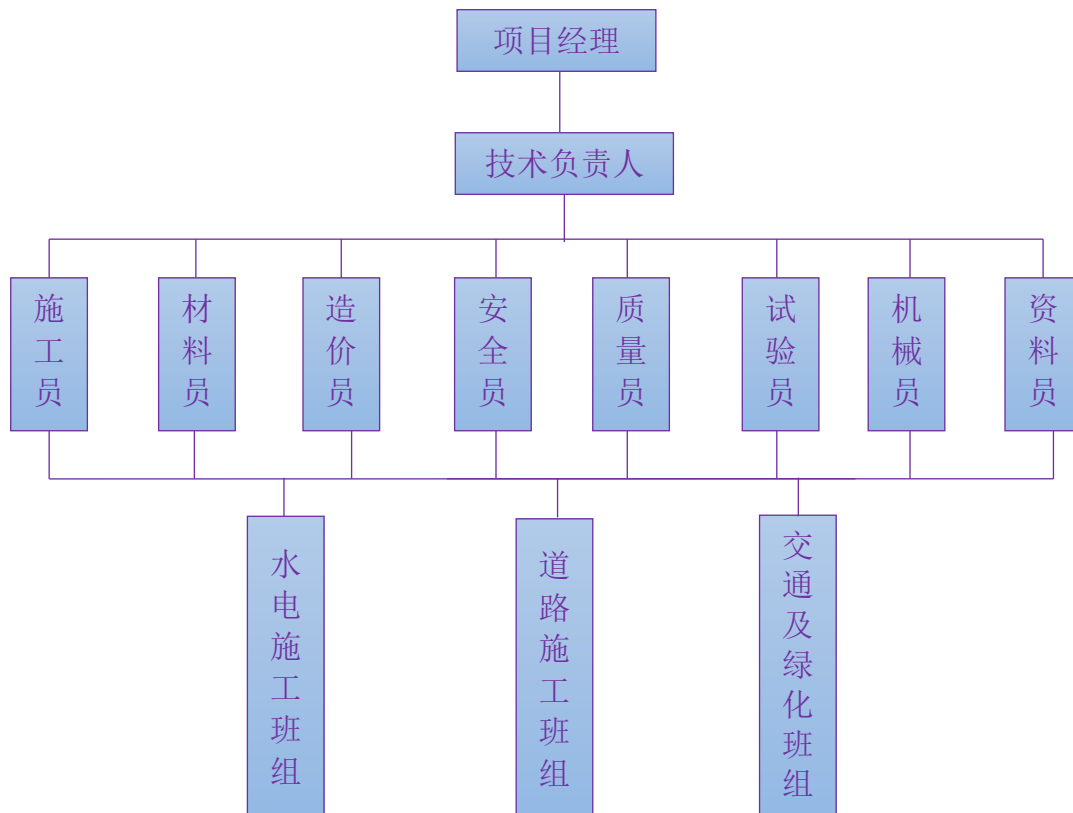 项目经理
技术负责人
施工员
材料员
造价员
安全员
质量员
试验员
机械员
资料员
水电施工班组
道路施工班组
交通及绿化班组